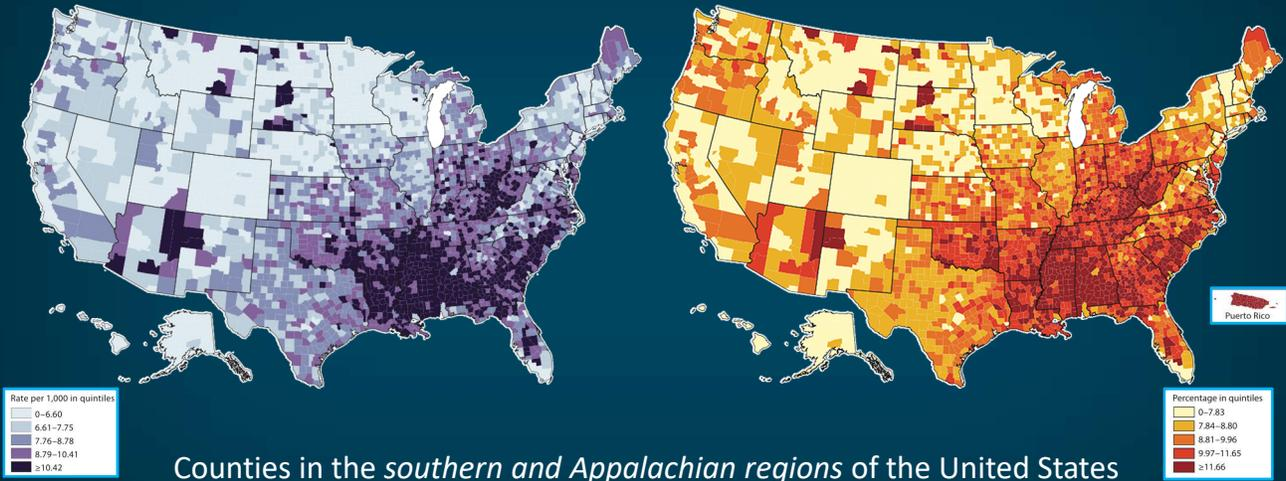 Puerto Rico
Rate per 1,000 in quintiles
0–6.60
6.61–7.75
7.76–8.78
8.79–10.41
≥10.42
Percentage in quintiles
0–7.83
7.84–8.80
8.81–9.96
9.97–11.65
≥11.66
Counties in the southern and Appalachian regions of the United States